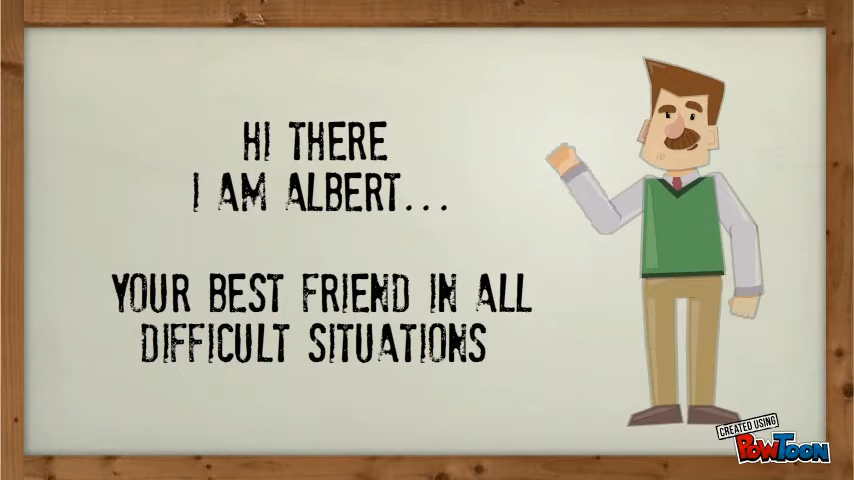 HI THERE
I AM ALBERT...
YOUR BEST FRIEND IN ALL
DIFFICULT SITUATIONS
CREATED USING
POWTOON